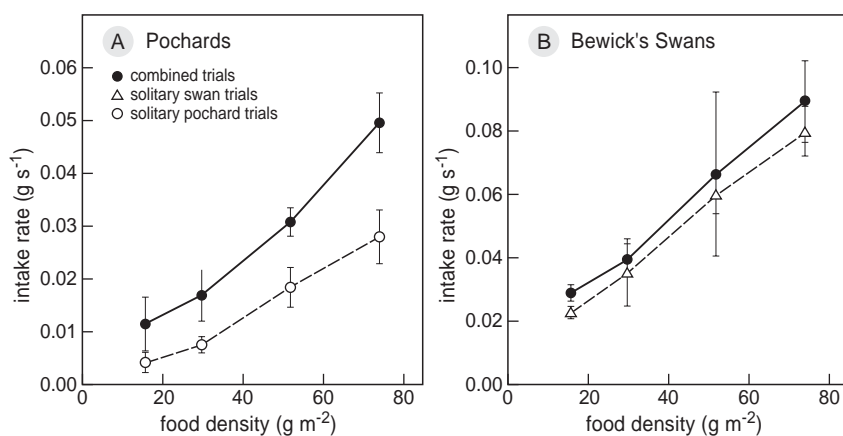 A Pochards
combined trials
solitary swan trials
solitary pochard trials
0.06
0.05
0.04
0.03
0.02
0.01
0.00
intake rate (g s-1)
0 20 40 60 80
food density (g m-2)
B Bewick's Swans
0.10
0.08
0.06
0.04
0.02
0.00
intake rate (g s-1)
0 20 40 60 80
food density (g m-2)